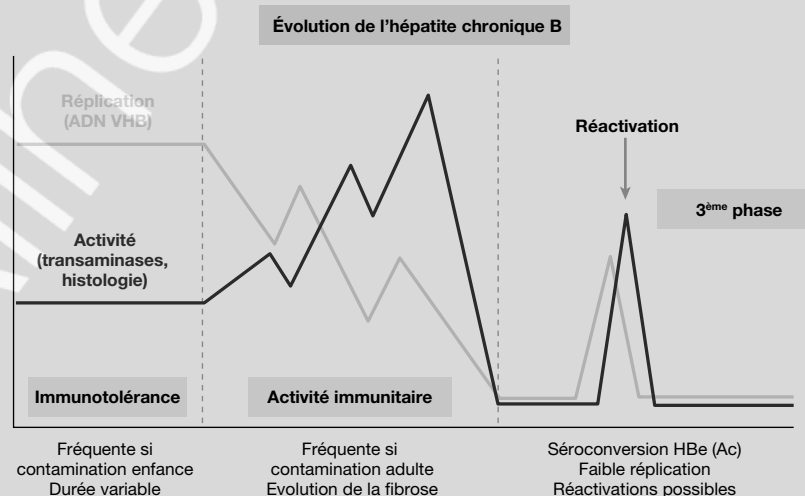 Évolution de l'hépatite chronique B
Réplication
(ADN VHB)
Activité
(transaminases,
histologie)
Réactivation
3ème phase
Immunotolérance
Activité immunitaire
Fréquente si
contamination enfance
Durée variable
Fréquente si
contamination adulte
Evolution de la fibrose
Séroconversion HBe (Ac)
Faible réplication
Réactivations possibles